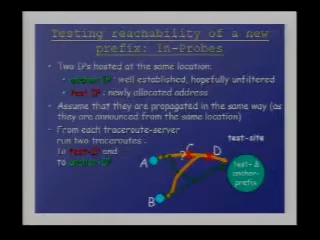 Testing reachability of a new
prefix: In-Probes
Two IPs hosted at the same location:
anchor IP : well established, hopefully unfiltered
test IP : newly allocated address
Assume that they are propagated in the same way (as
they are announced from the same location)
From each traceroute-server
run two traceroutes :
to test-IP and
to anchor-IP
test-site
A
C
D
test- &
anchor-
prefix
B